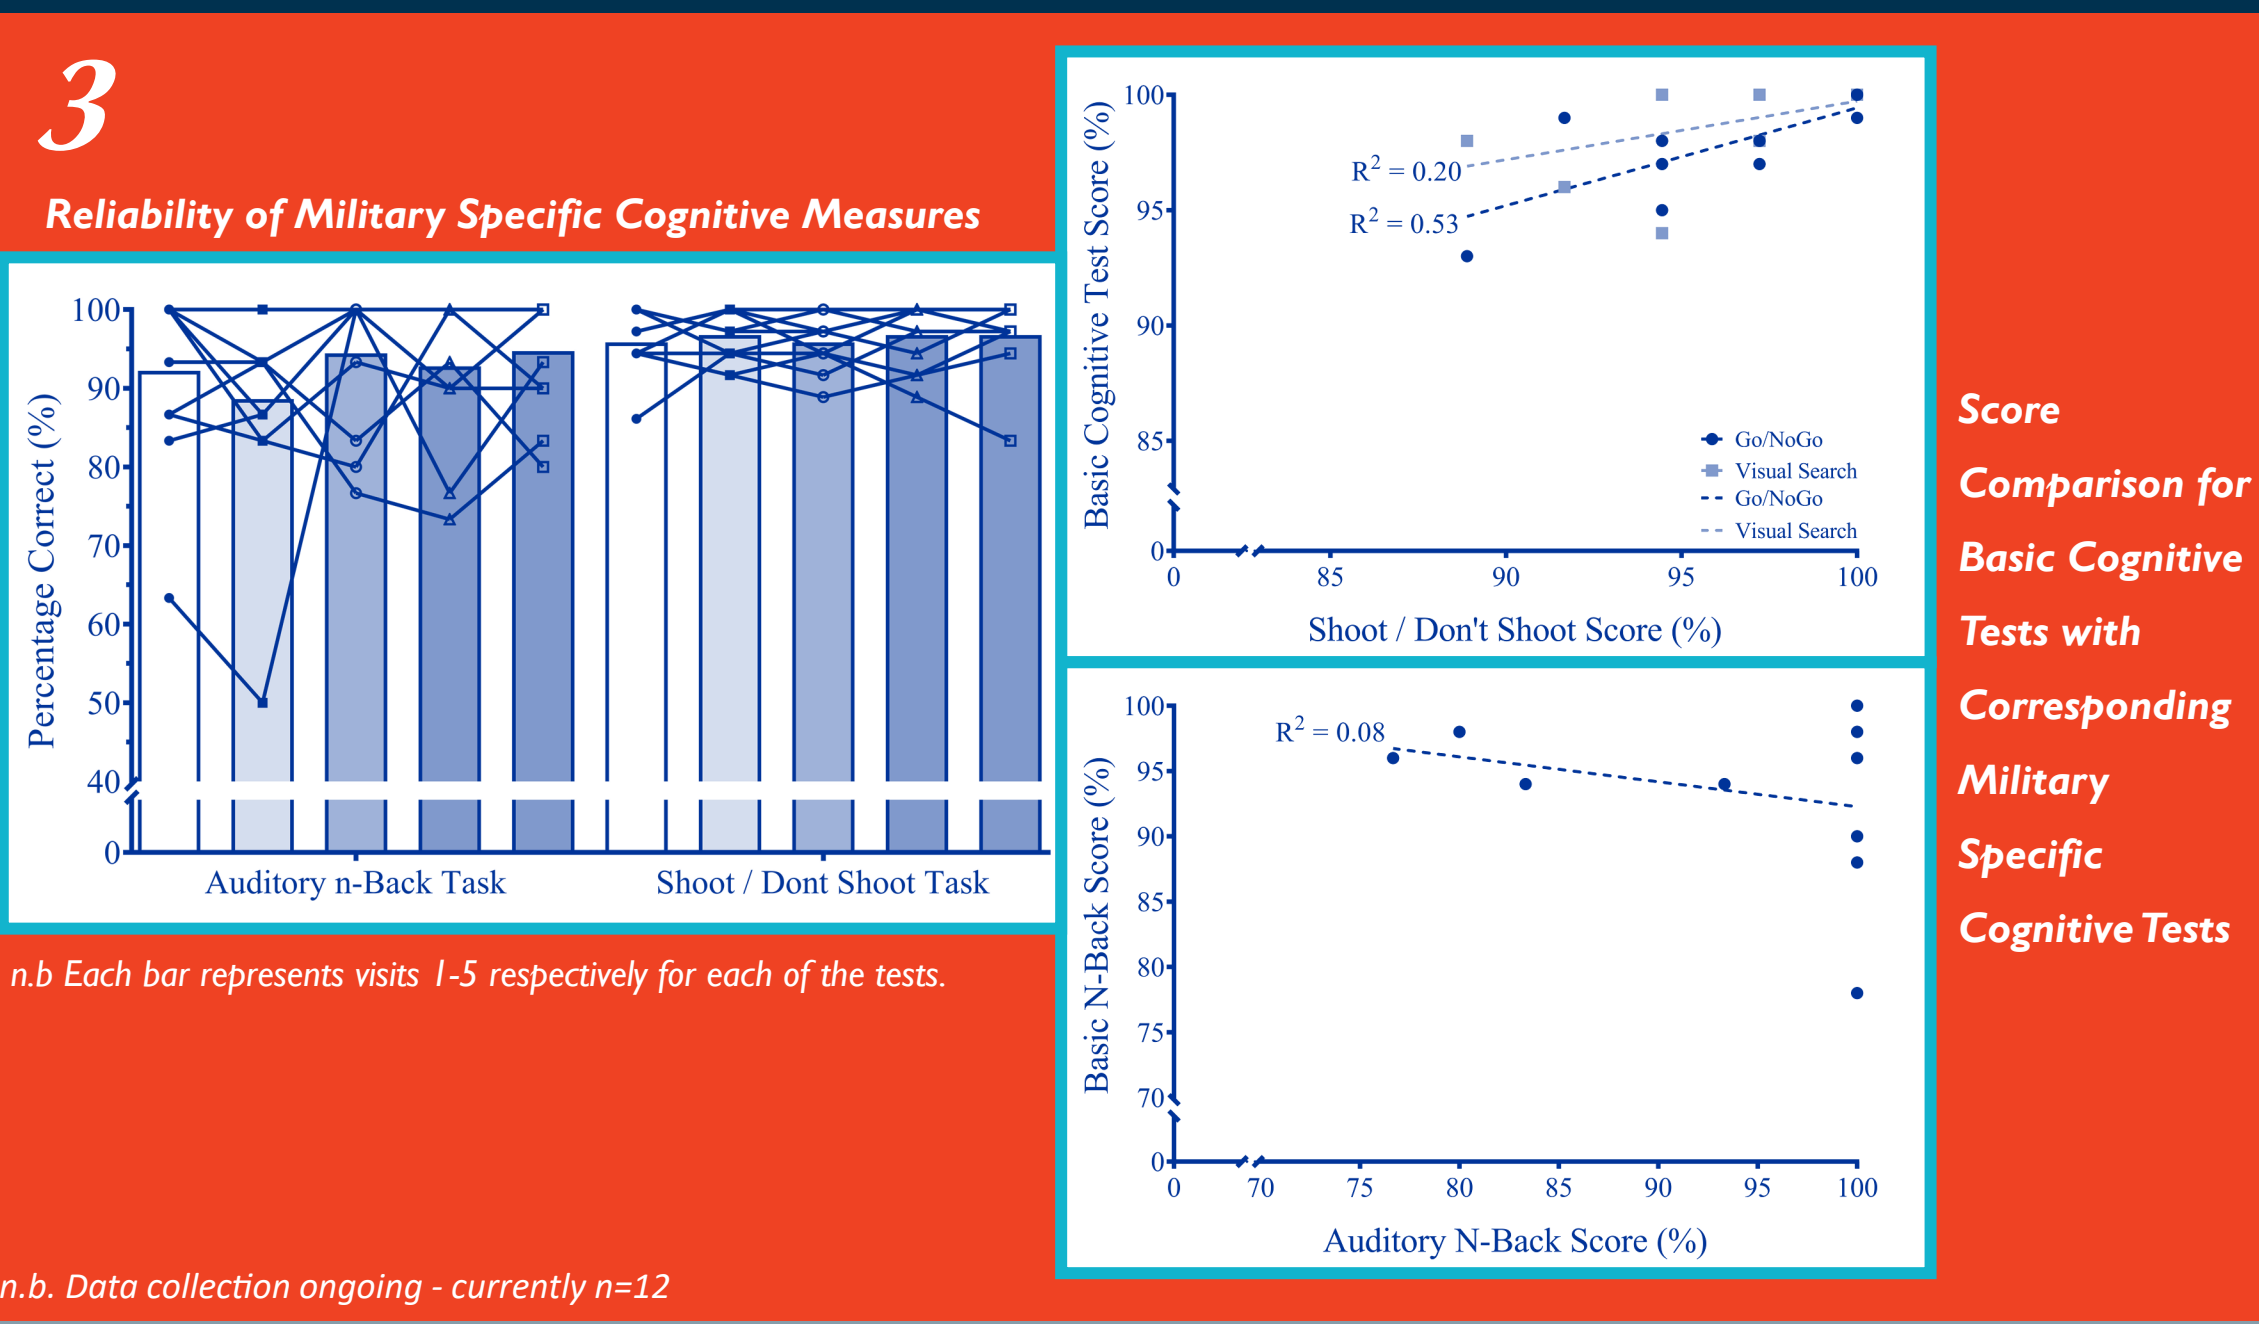 3
Reliability of Military Specific Cognitive Measures
Percentage Correct (%)
100
90
80
70
60
50
40
0
Auditory n-Back Task
Shoot / Dont Shoot Task
n.b Each bar represents visits 1-5 respectively for each of the tests.
n.b. Data collection ongoing - currently n=12
Basic Cognitive Test Score (%)
100
95
90
85
0
R² = 0.20
R² = 0.53
Go/NoGo
Visual Search
Go/NoGo
Visual Search
0 85 90 95 100
Shoot / Don't Shoot Score (%)
Basic N-Back Score (%)
100
95
90
85
80
75
70
0
R² = 0.08
0 70 75 80 85 90 95 100
Auditory N-Back Score (%)
Score
Comparison for
Basic Cognitive
Tests with
Corresponding
Military
Specific
Cognitive Tests